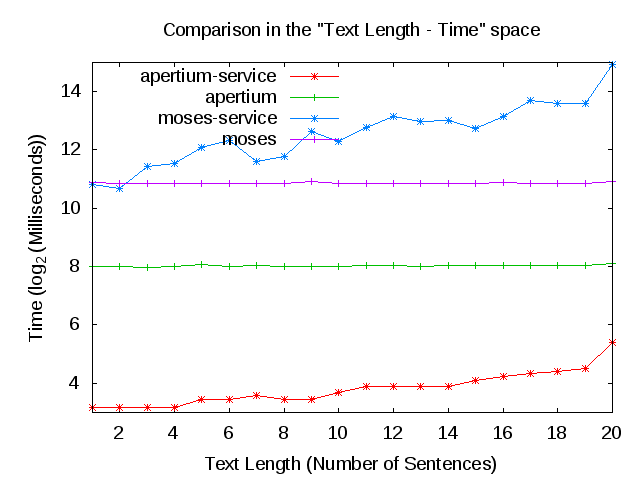 Comparison in the "Text Length - Time" space
apertium-service
apertium
moses-service
moses
14
12
10
8
6
4
Time (log2 (Milliseconds))
2 4 6 8 10 12 14 16 18 20
Text Length (Number of Sentences)